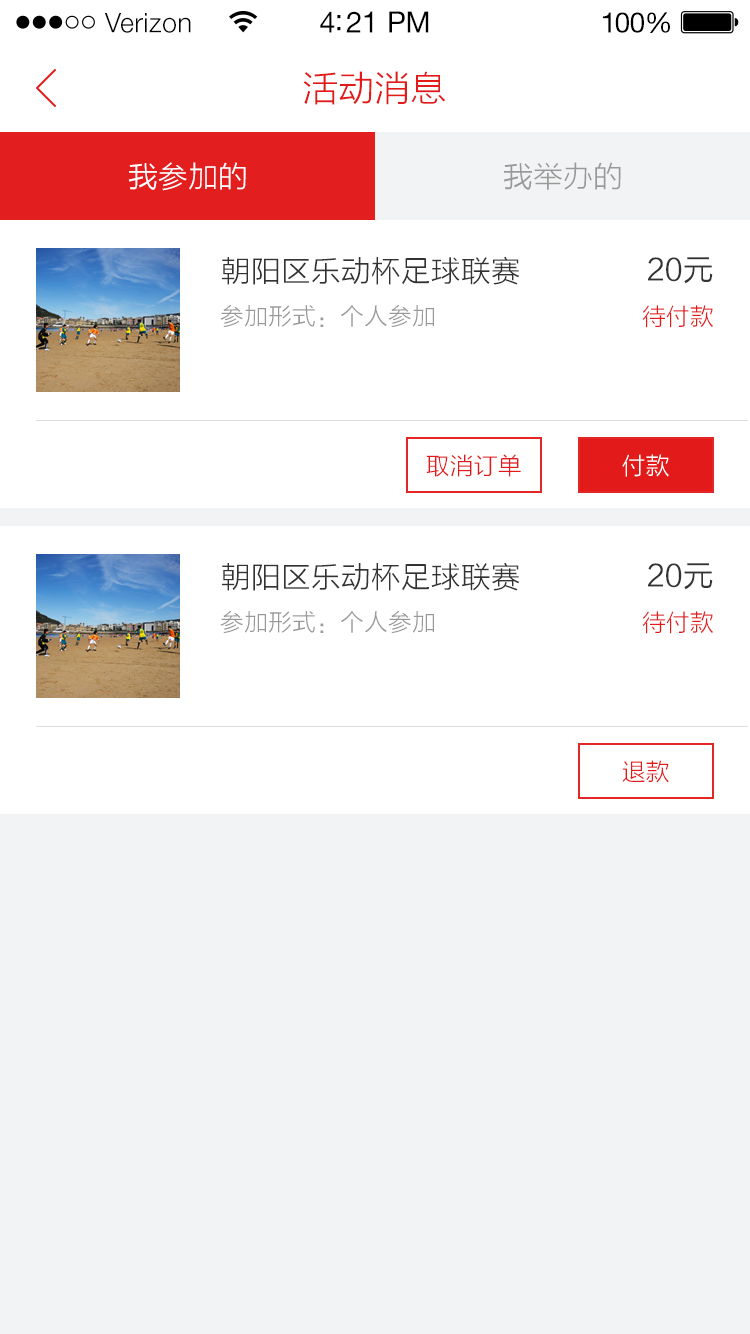 Verizon 4:21 PM 100%
活动消息
我参加的 我举办的
朝阳区乐动杯足球联赛 20元
参加形式：个人参加 待付款
取消订单 付款
朝阳区乐动杯足球联赛 20元
参加形式：个人参加 待付款
退款